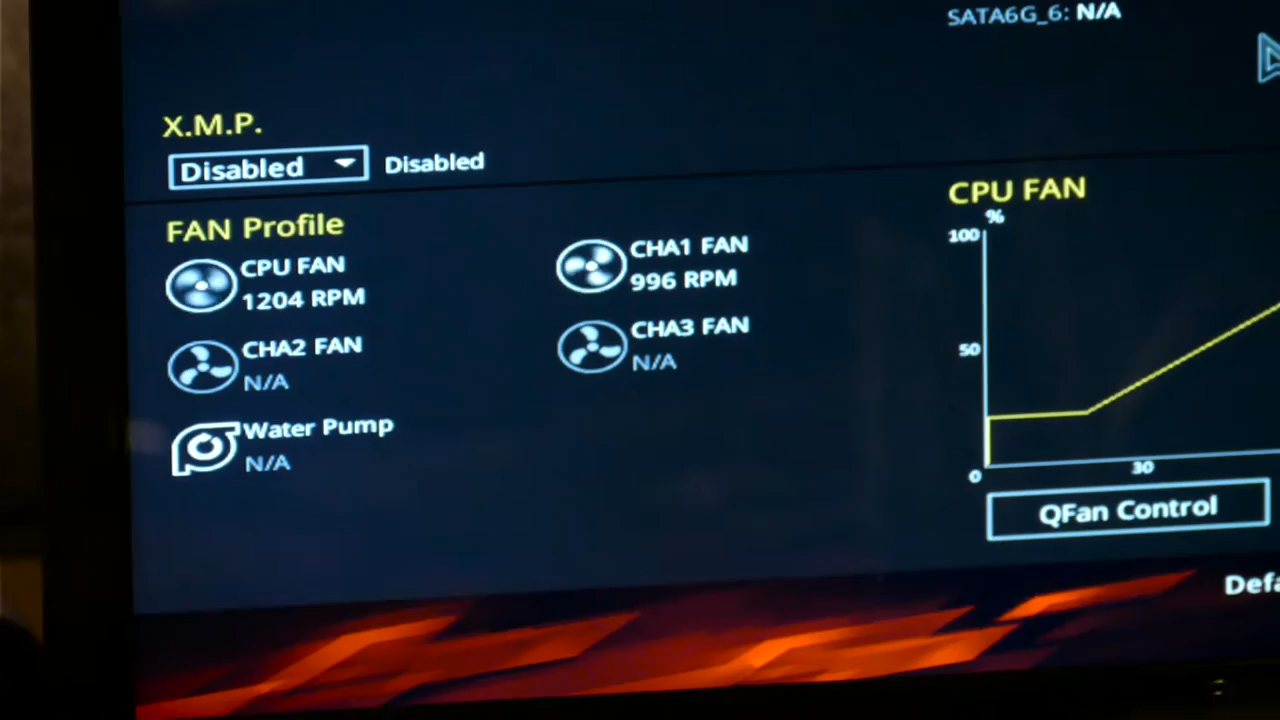 SATA6G_6: N/A
X.M.P.
Disabled Disabled
FAN Profile
CPU FAN
1204 RPM
CHA1 FAN
996 RPM
CHA2 FAN
N/A
CHA3 FAN
N/A
Water Pump
N/A
CPU FAN
%
100
50
0
30
QFan Control